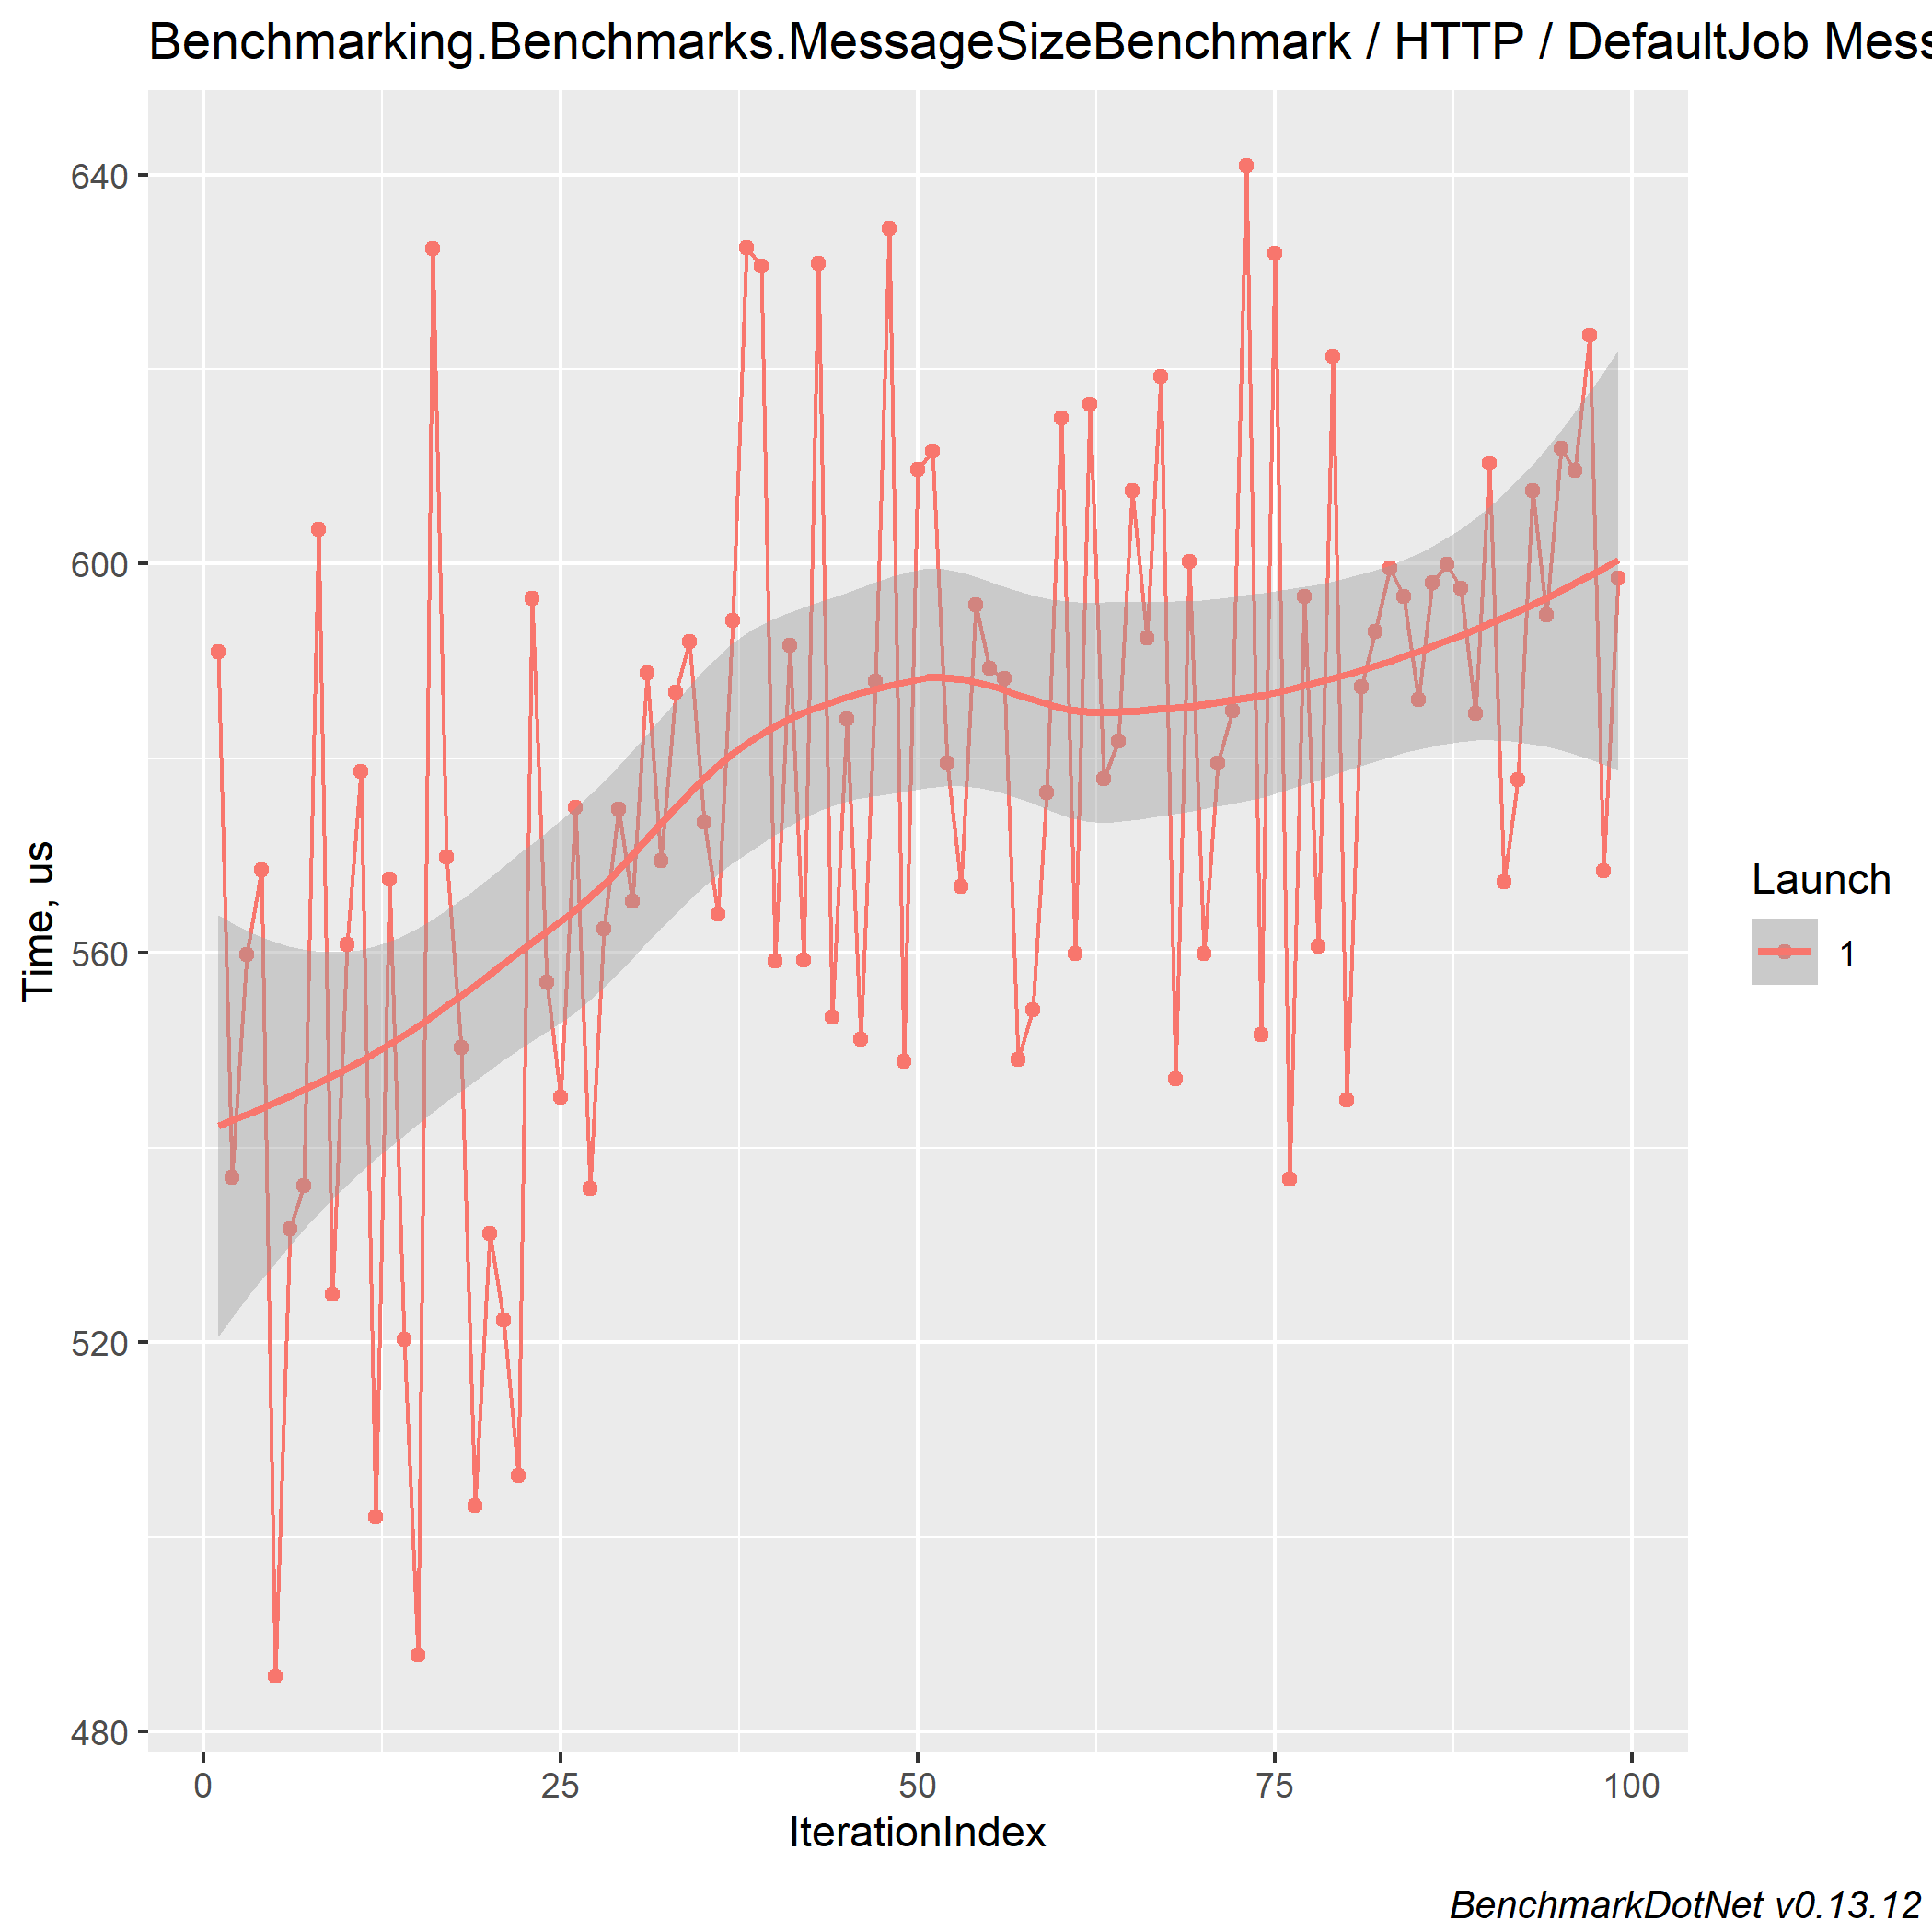 Benchmarking.Benchmarks.MessageSizeBenchmark / HTTP / DefaultJob Mess
640
600
560
520
480
Time, us
0 25 50 75 100
IterationIndex
Launch
1
BenchmarkDotNet v0.13.12